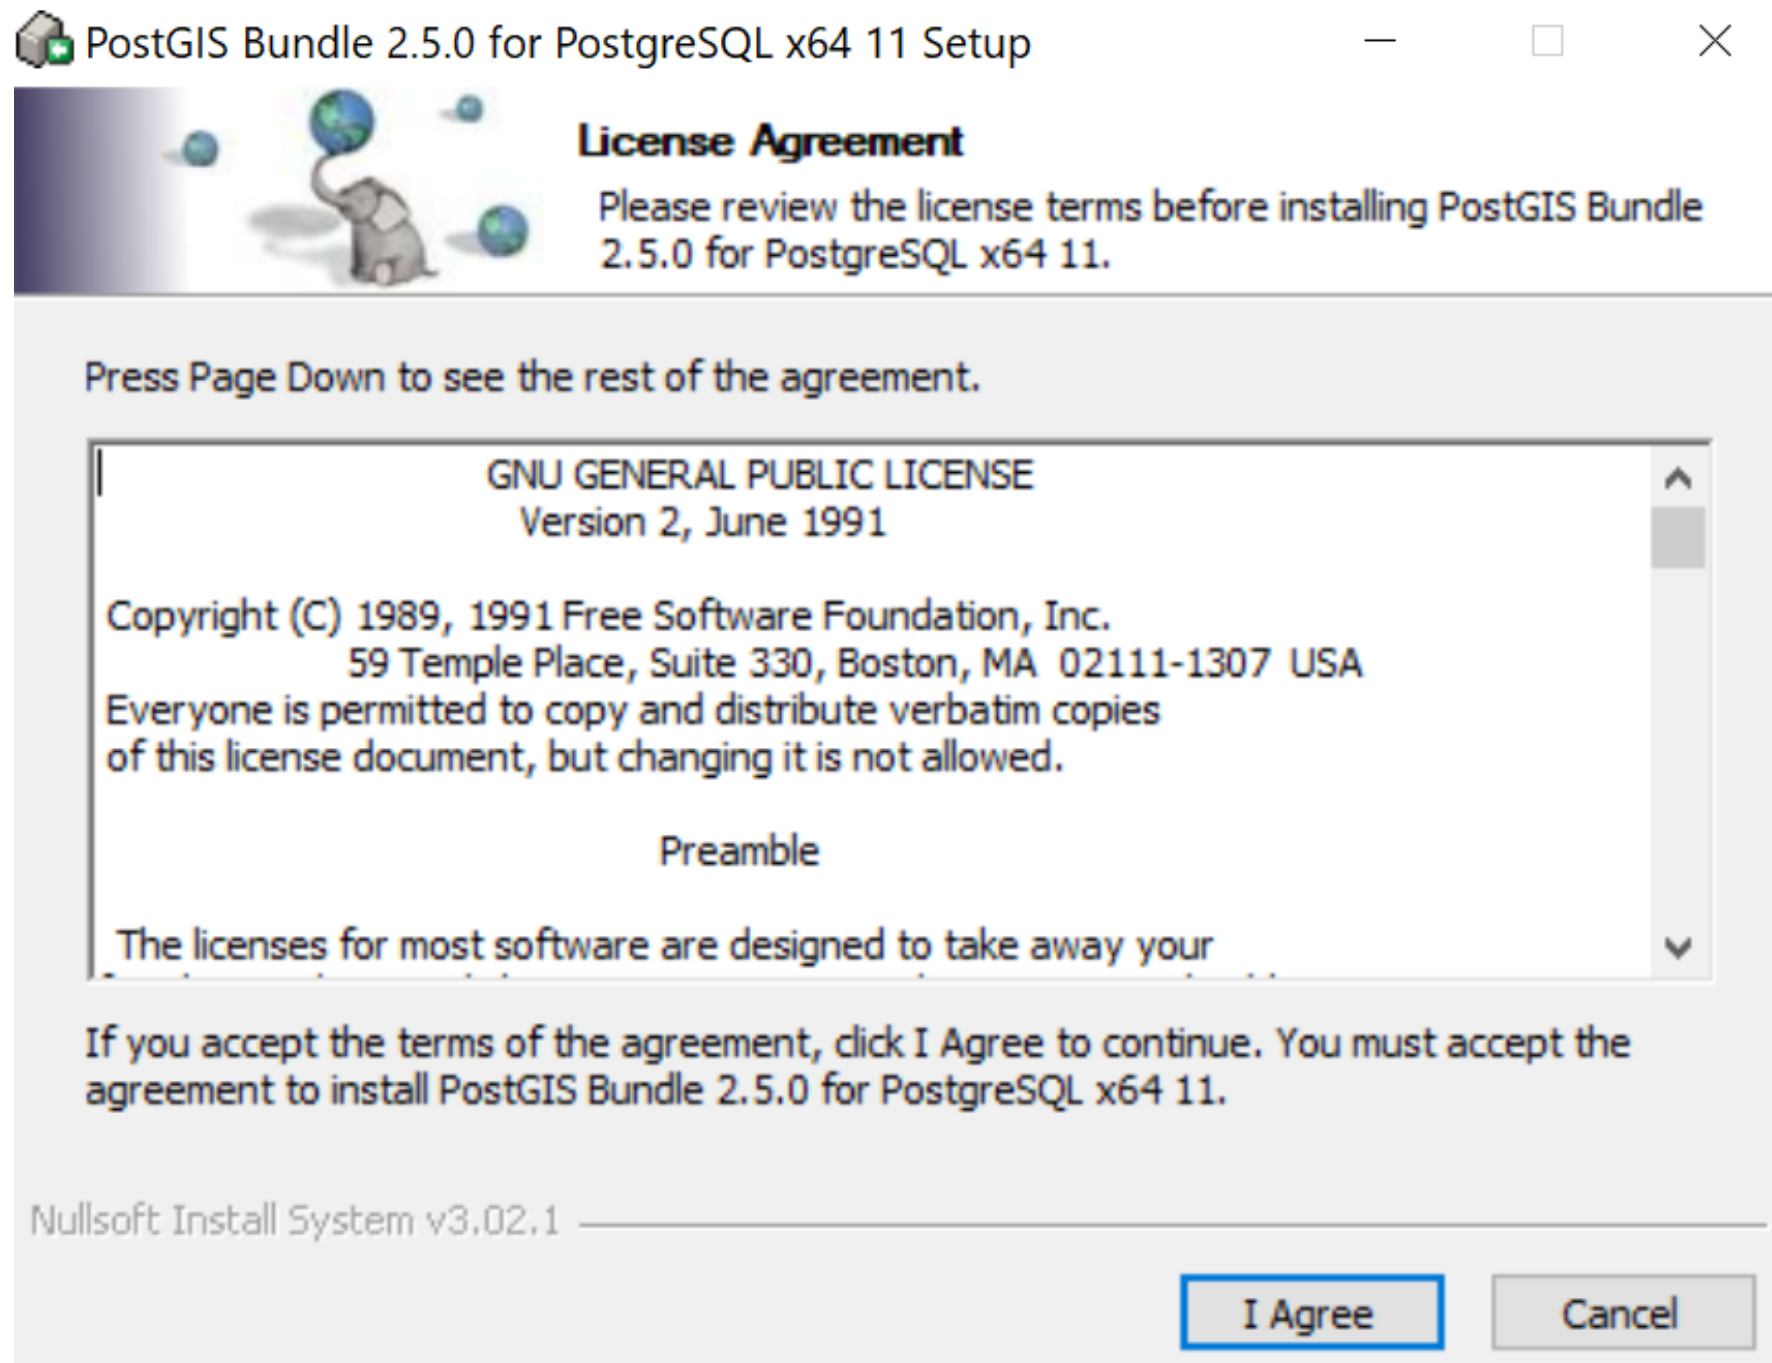 PostGIS Bundle 2.5.0 for PostgreSQL x64 11 Setup
License Agreement
Please review the license terms before installing PostGIS Bundle
2.5.0 for PostgreSQL x64 11.
Press Page Down to see the rest of the agreement.
GNU GENERAL PUBLIC LICENSE
Version 2, June 1991
Copyright (C) 1989, 1991 Free Software Foundation, Inc.
59 Temple Place, Suite 330, Boston, MA 02111-1307 USA
Everyone is permitted to copy and distribute verbatim copies
of this license document, but changing it is not allowed.
Preamble
The licenses for most software are designed to take away your
If you accept the terms of the agreement, click I Agree to continue. You must accept the
agreement to install PostGIS Bundle 2.5.0 for PostgreSQL x64 11.
Nullsoft Install System v3.02.1
I Agree
Cancel